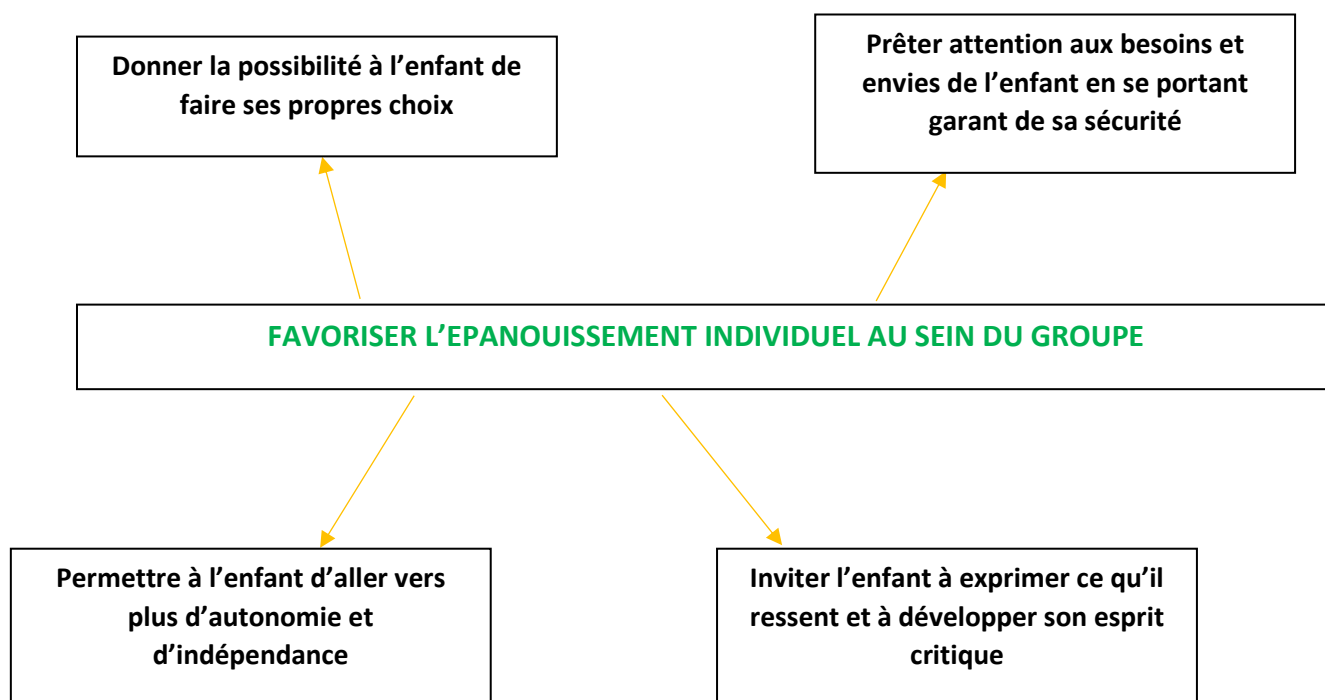 Donner la possibilité à l’enfant de
faire ses propres choix
Prêter attention aux besoins et
envies de l’enfant en se portant
garant de sa sécurité
FAVORISER L’EPANOUISSEMENT INDIVIDUEL AU SEIN DU GROUPE
Permettre à l’enfant d’aller vers
plus d’autonomie et
d’indépendance
Inviter l’enfant à exprimer ce qu’il
ressent et à développer son esprit
critique